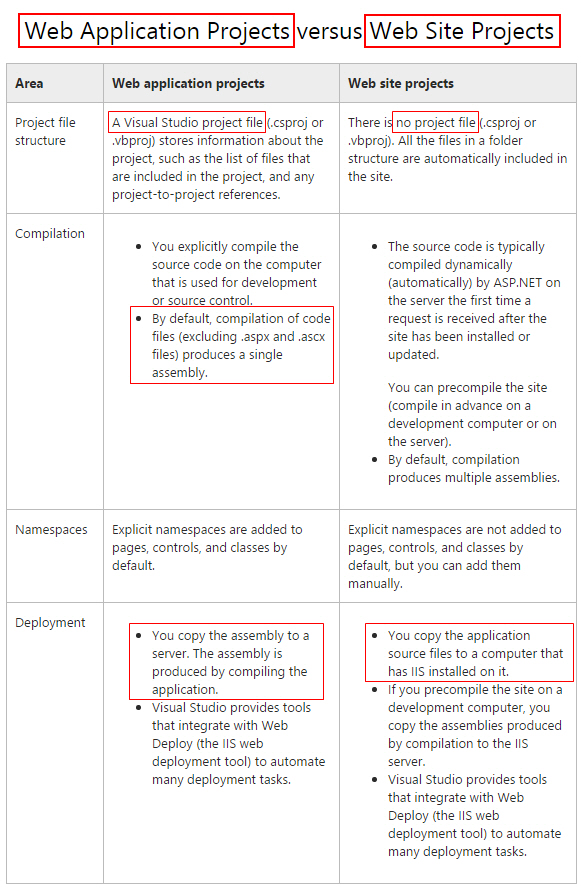 Web Application Projects versus Web Site Projects
Area
Web application projects
Web site projects
Project file
structure
A Visual Studio project file (.csproj or
.vbproj) stores information about the
project, such as the list of files that
are included in the project, and any
project-to-project references.
There is no project file (.csproj or
.vbproj). All the files in a folder
structure are automatically included in
the site.
Compilation
• You explicitly compile the
source code on the computer
that is used for development
or source control.
• By default, compilation of code
files (excluding .aspx and .ascx
files) produces a single
assembly.
• The source code is typically
compiled dynamically
(automatically) by ASP.NET on
the server the first time a
request is received after the
site has been installed or
updated.
You can precompile the site
(compile in advance on a
development computer or on
the server).
• By default, compilation
produces multiple assemblies.
Namespaces
Explicit namespaces are added to
pages, controls, and classes by
default.
Explicit namespaces are not added to
pages, controls, and classes by
default, but you can add them
manually.
Deployment
• You copy the assembly to a
server. The assembly is
produced by compiling the
application.
• Visual Studio provides tools
that integrate with Web
Deploy (the IIS web
deployment tool) to automate
many deployment tasks.
• You copy the application
source files to a computer that
has IIS installed on it.
• If you precompile the site on a
development computer, you
copy the assemblies produced
by compilation to the IIS
server.
• Visual Studio provides tools
that integrate with Web
Deploy (the IIS web
deployment tool) to automate
many deployment tasks.